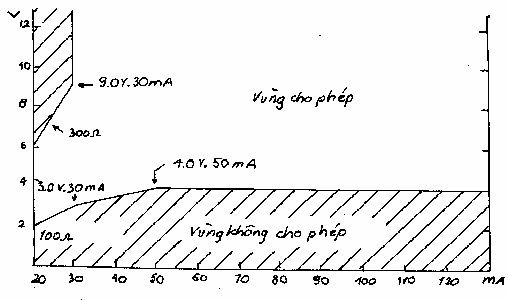 V
12
10
8
6
4
2
9.0V.30mA
Vùng cho phép
300Ω
4.0V.50mA
3.0V.30mA
100Ω
Vùng không cho phép
20 30 40 50 60 70 80 90 100 110 120 mA